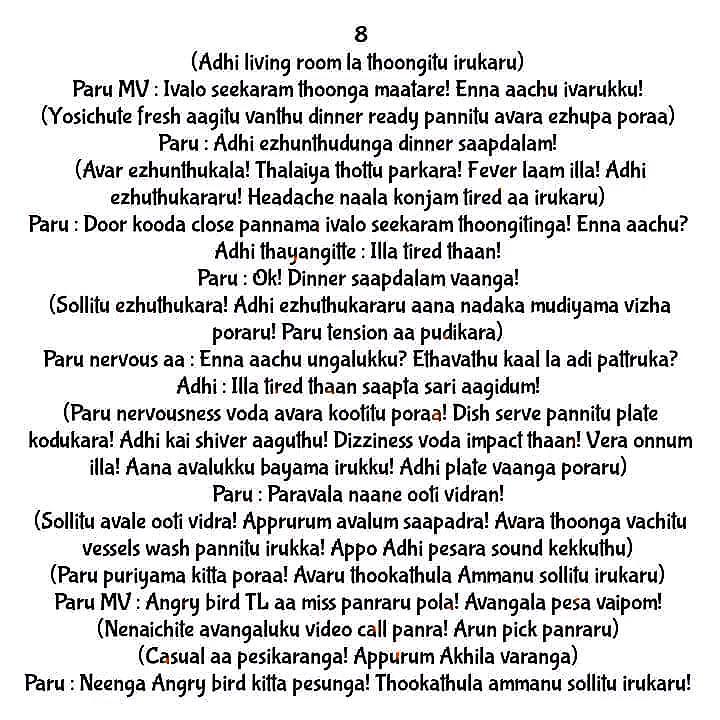 8
(Adhi living room la thoongitu irukaru)
Paru MV : Ivalo seekaram thoonga maatare! Enna aachu ivarukku!
(Yosichute fresh aagitu vanthu dinner ready pannitu avara ezhupa poraa)
Paru : Adhi ezhunthudunga dinner saapdalam!
(Avar ezhunthukala! Thalaiya thottu parkara! Fever laam illa! Adhi
ezhuthukararu! Headache naala konjam tired aa irukaru)
Paru : Door kooda close pannama ivalo seekaram thoongitinga! Enna aachu?
Adhi thayangitte : Illa tired thaan!
Paru : Ok! Dinner saapdalam vaanga!
(Sollitu ezhuthukara! Adhi ezhuthukararu aana nadaka mudiyama vizha
poraru! Paru tension aa pudikara)
Paru nervous aa : Enna aachu ungalukku? Ethavathu kaal la adi pattruka?
Adhi : Illa tired thaan saapta sari aagidum!
(Paru nervousness voda avara kootitu poraa! Dish serve pannitu plate
kodukara! Adhi kai shiver aaguthu! Dizziness voda impact thaan! Vera onnum
illa! Aana avalukku bayama irukku! Adhi plate vaanga poraru)
Paru : Paravala naane ooti vidran!
(Sollitu avale ooti vidra! Apprurum avalum saapadra! Avara thoonga vachitu
vessels wash pannitu irukka! Appo Adhi pesara sound kekkuthu)
(Paru puriyama kitta poraa! Avaru thookathula Ammanu sollitu irukaru)
Paru MV : Angry bird TL aa miss panraru pola! Avangala pesa vaipom!
(Nenaichite avangaluku video call panra! Arun pick panraru)
(Casual aa pesikaranga! Appurum Akhila varanga)
Paru : Neenga Angry bird kitta pesunga! Thookathula ammanu sollitu irukaru!